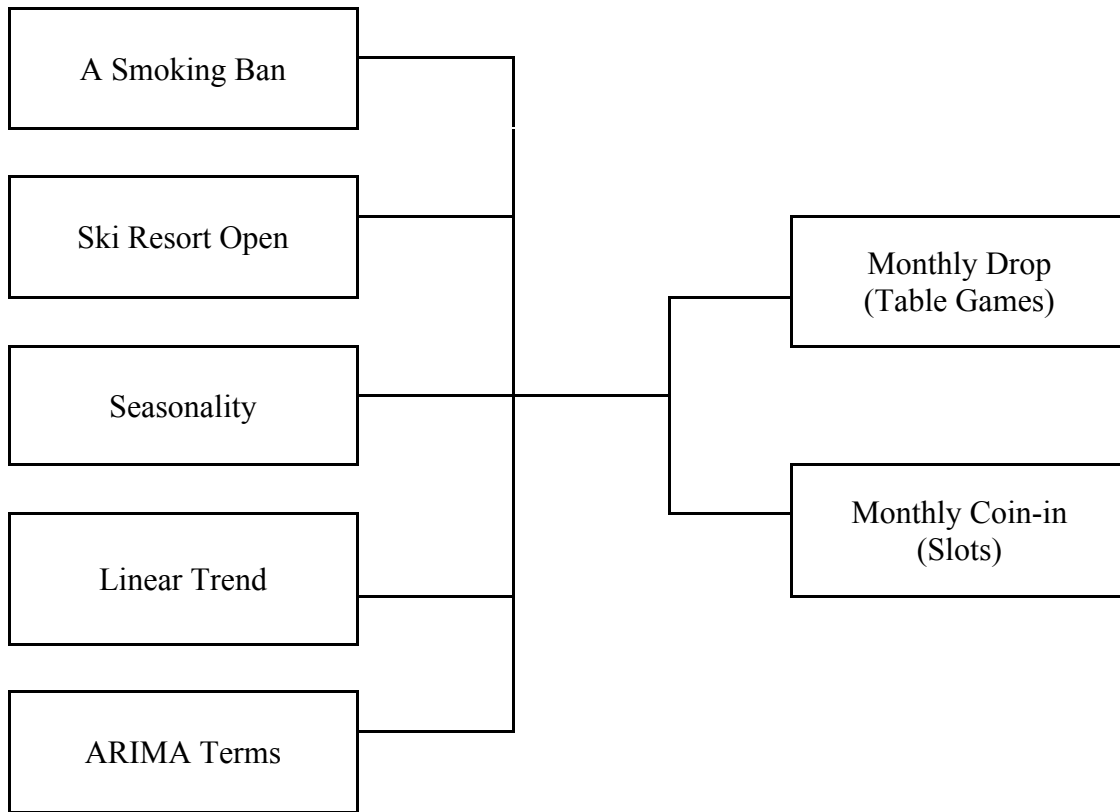 A Smoking Ban
Ski Resort Open
Seasonality
Linear Trend
ARIMA Terms
Monthly Drop
(Table Games)
Monthly Coin-in
(Slots)